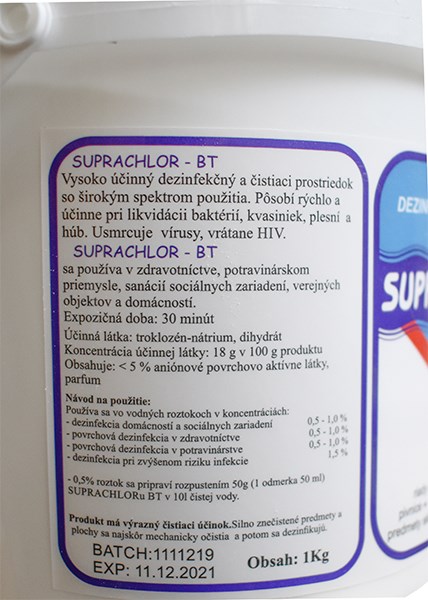 SUPRACHLOR - BT
Vysoko účinný dezinfekčný a čistiaci prostriedok
so širokým spektrom použitia. Pôsobí rýchlo a
účinne pri likvidácii baktérií, kvasiniek, plesní a
húb. Usmrcuje vírusy, vrátane HIV.
SUPRACHLOR - BT
sa používa v zdravotníctve, potravinárskom
priemysle, sanácií sociálnych zariadení, verejných
objektov a domácností.
Expozičná doba: 30 minút
Účinná látka: troklozén-nátrium, dihydrát
Koncentrácia účinnej látky: 18 g v 100 g produktu
Obsahuje: < 5 % aniónové povrchovo aktívne látky,
parfum
Návod na použitie:
Používa sa vo vodných roztokoch v koncentráciach:
- dezinfekcia domácností a sociálnych zariadení 0,5 - 1,0 %
- povrchová dezinfekcia v zdravotníctve 0,5 - 1,0 %
- povrchová dezinfekcia v potravinárstve 0,5 - 1,0 %
- dezinfekcia pri zvýšenom riziku infekcie 1,5 %
- 0,5% roztok sa pripraví rozpustením 50g (1 odmerka 50 ml)
SUPRACHLORu BT v 10l čistej vody.
Produkt má výrazný čistiaci účinok.Silno znečistené predmety a
plochy sa najskôr mechanicky očistia a potom sa dezinfikujú.
BATCH:1111219
EXP: 11.12.2021
Obsah: 1Kg
DEZIN
SUP